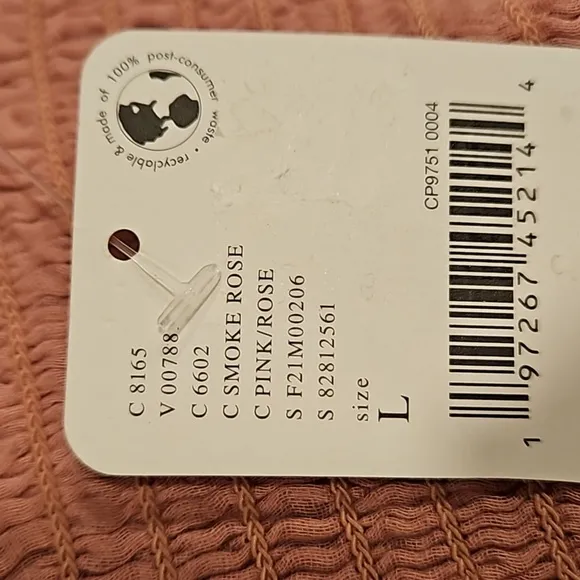 made of 100% post-consumer waste • recyclable &
C 8165
V 00788
C 6602
C SMOKE ROSE
C PINK/ROSE
S F21M00206
S 82812561
size
L
CP9751 0004
1 97267 45214 4